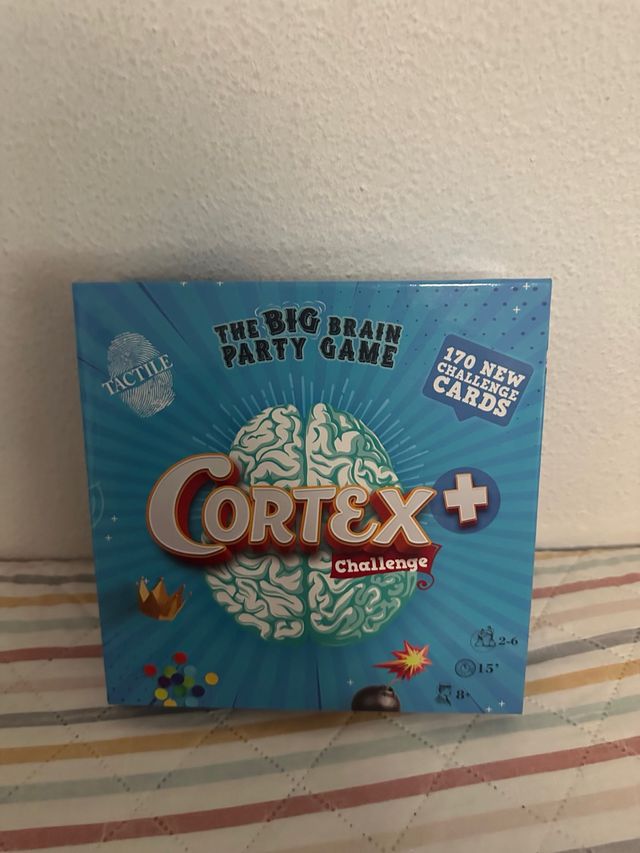 THE BIG BRAIN
PARTY GAME
TACTILE
170 NEW
CHALLENGE
CARDS
CORTEX+
Challenge
2-6
15'
8+